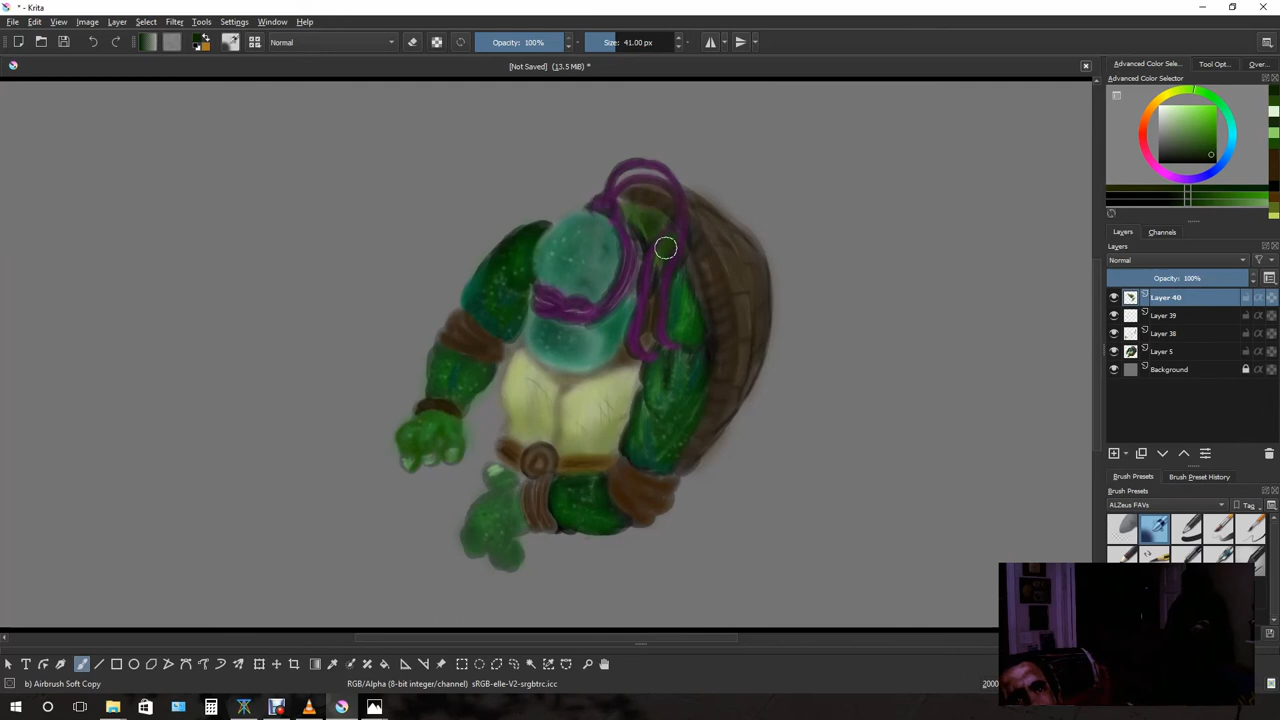 * - Krita
File Edit View Image Layer Select Filter Tools Settings Window Help
Normal Opacity: 100% Size: 41.00 px
[Not Saved] (13.5 MiB) *
Advanced Color Sele... Tool Opt... Over...
Advanced Color Selector
Layers Channels
Layers
Normal
Opacity: 100%
Layer 40
Layer 39
Layer 38
Layer 5
Background
Brush Presets Brush Preset History
Brush Presets
ALZeus FAVs Tag
b) Airbrush Soft Copy RGB/Alpha (8-bit integer/channel) sRGB-elle-V2-srgbtrc.icc